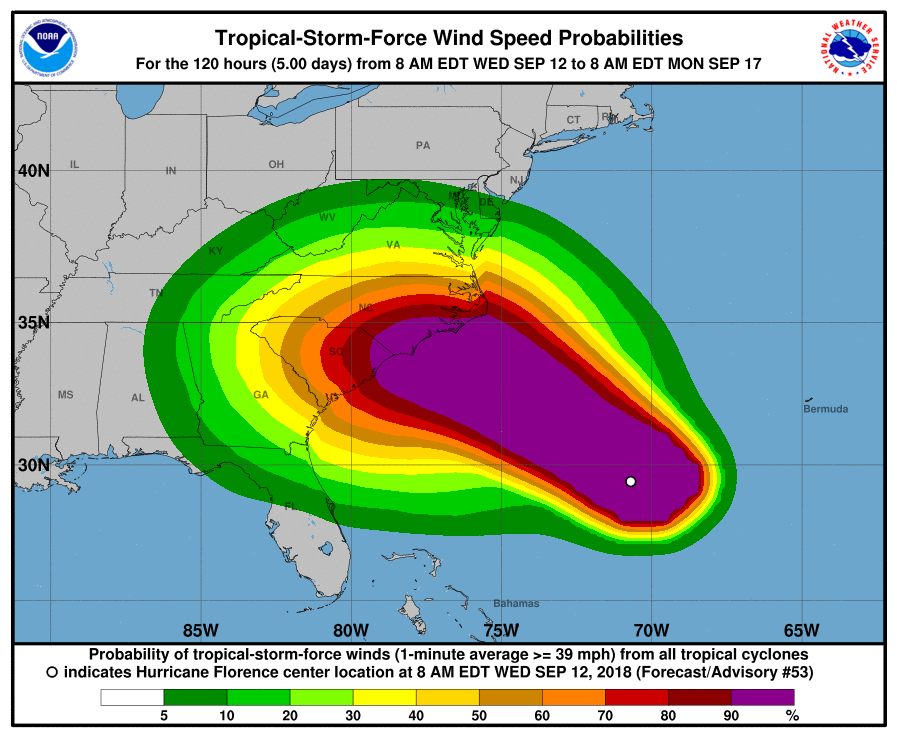 Tropical-Storm-Force Wind Speed Probabilities
For the 120 hours (5.00 days) from 8 AM EDT WED SEP 12 to 8 AM EDT MON SEP 17
NOAA
NATIONAL WEATHER SERVICE
CT
PA
IL
IN
OH
40N
NJ
DE
WV
VA
KY
TN
NC
35N
SC
MS
AL
GA
Bermuda
30N
FL
Bahamas
85W 80W 75W 70W 65W
Probability of tropical-storm-force winds (1-minute average >= 39 mph) from all tropical cyclones
O indicates Hurricane Florence center location at 8 AM EDT WED SEP 12, 2018 (Forecast/Advisory #53)
5 10 20 30 40 50 60 70 80 90 %